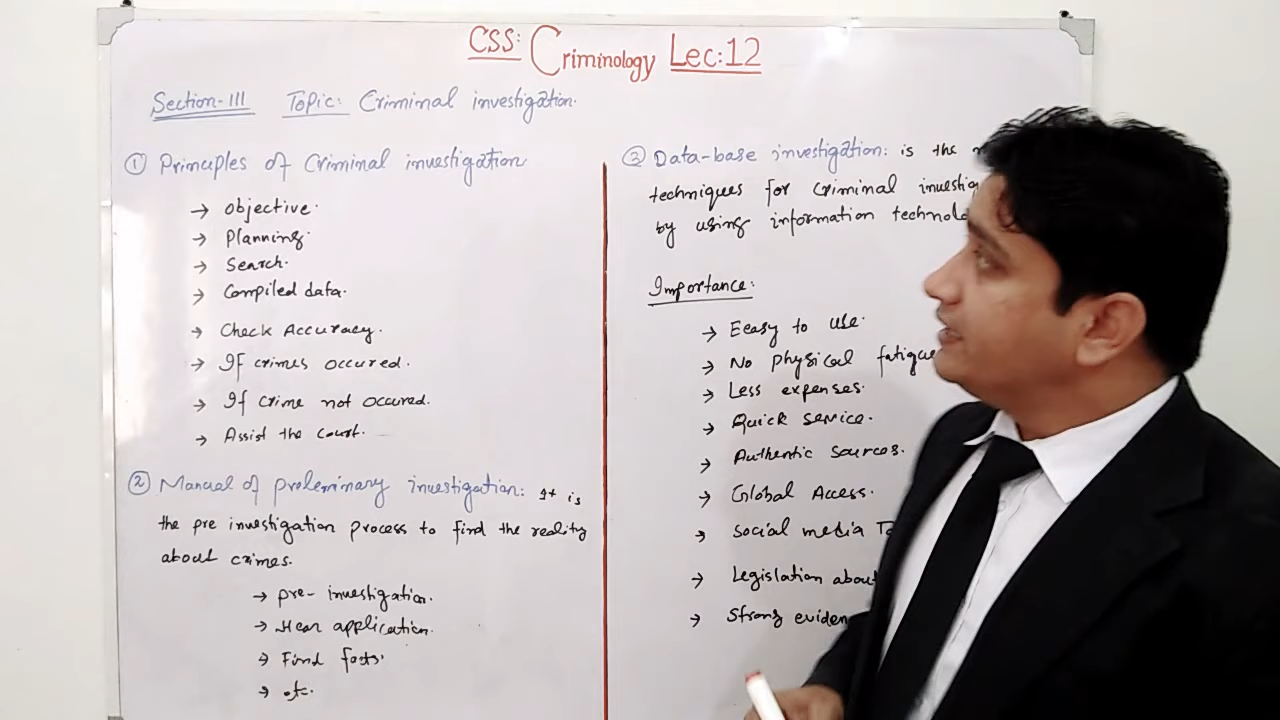 CSS: Criminology Lec:12
Section-III Topic: Criminal investigation.
① Principles of Criminal investigation
→ objective.
→ Planning.
→ Search.
→ Compiled data.
→ Check Accuracy.
→ If crimes occured.
→ If crime not occured.
→ Assist the court.
② Manual of preleminary investigation: It is
the pre investigation process to find the reality
about crimes.
→ pre-investigation.
→ Hear application.
→ Find facts.
→ etc.
③ Data-base investigation: is the
techniques for criminal investig
by using information technolo
Importance:
→ Eeasy to use.
→ No physical fatigue
→ Less expenses.
→ Quick service.
→ Authentic sources.
→ Global Access.
→ Social media
→ Legislation about
→ Strong eviden